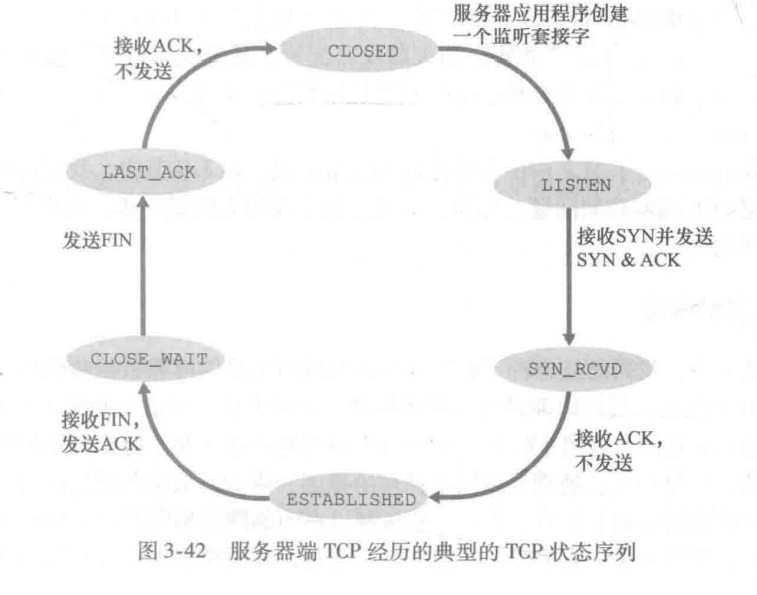 服务器应用程序创建
一个监听套接字
接收ACK，
不发送
CLOSED
LAST_ACK
LISTEN
发送FIN
接收SYN并发送
SYN & ACK
CLOSE_WAIT
SYN_RCVD
接收FIN，
发送ACK
接收ACK，
不发送
ESTABLISHED
图 3-42 服务器端 TCP 经历的典型的 TCP 状态序列